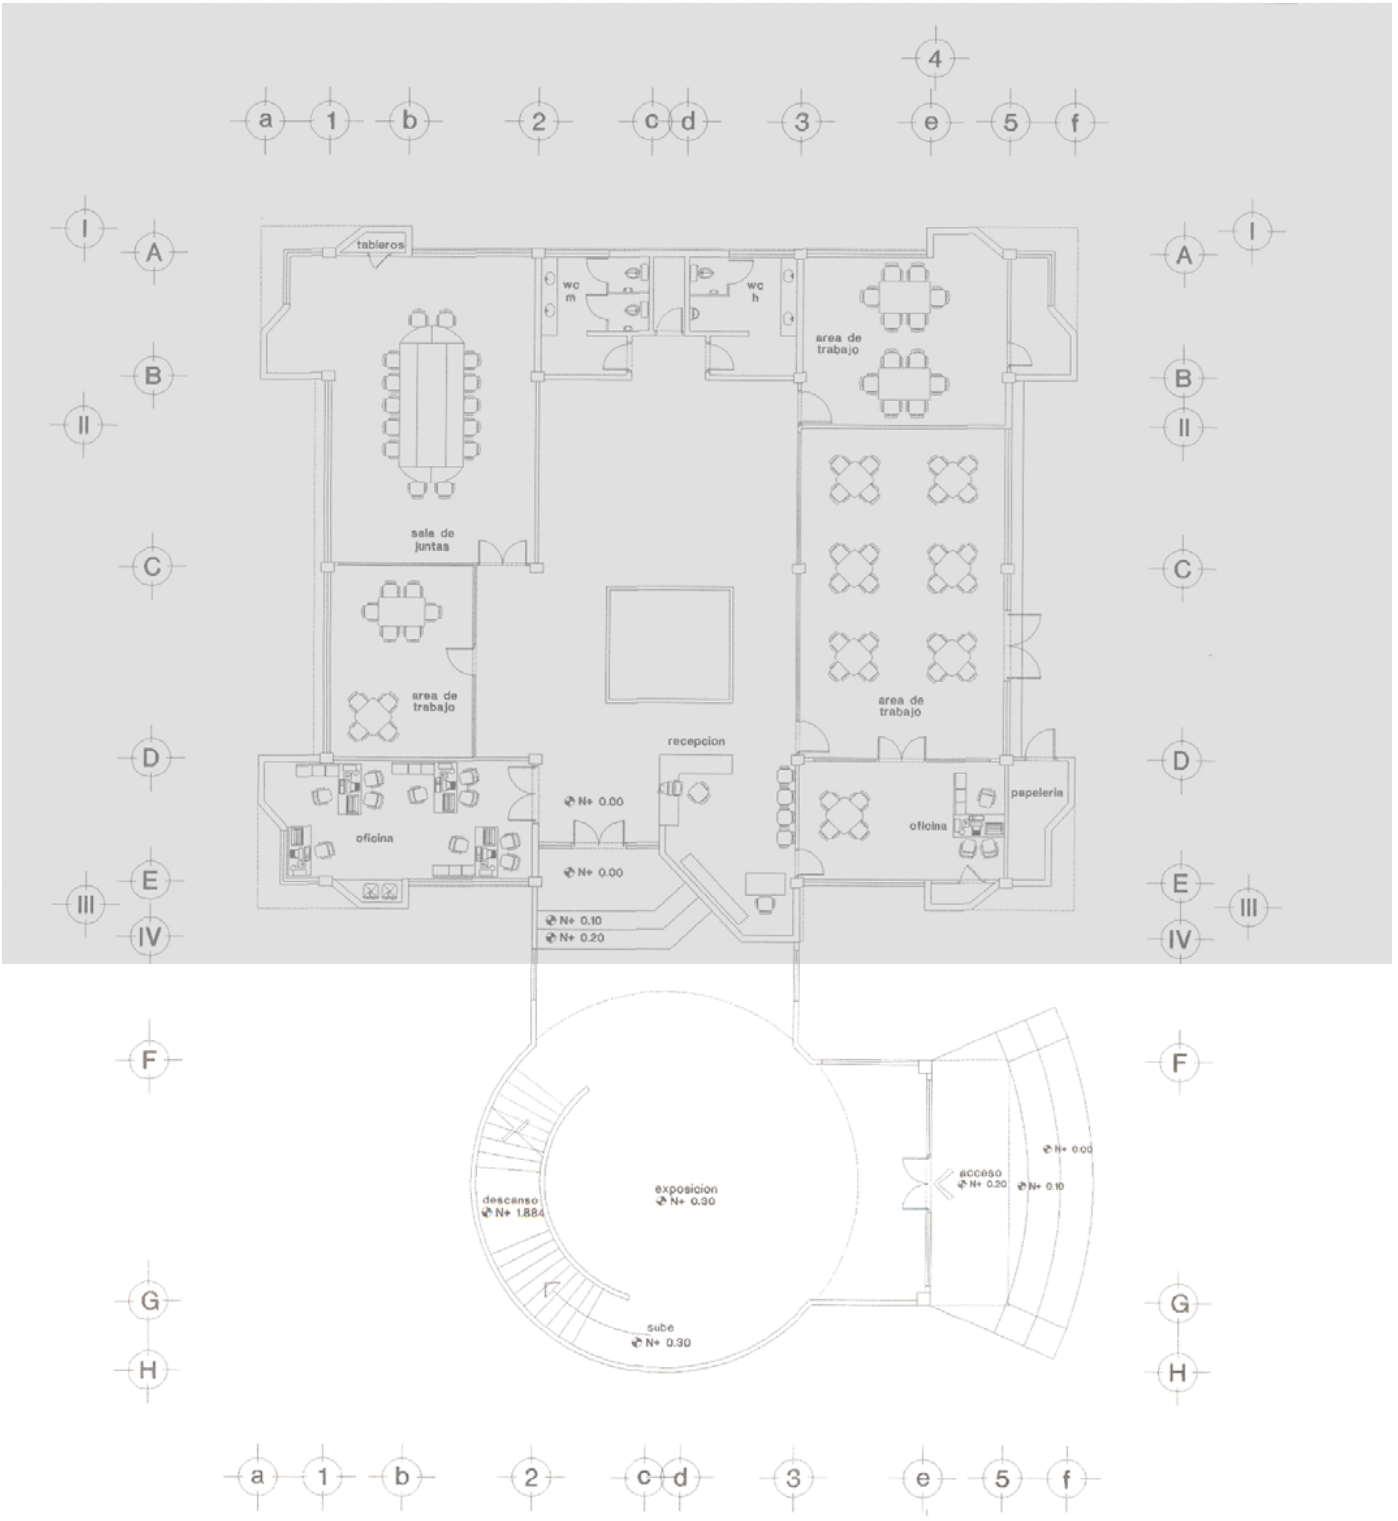 4
a 1 b 2 c d 3 e 5 f
I I
A A
tableros
wc
m
wc
h
area de
trabajo
B B
II II
sala de
juntas
C C
area de
trabajo
area de
trabajo
recepcion
D D
papeleria
N+ 0.00
oficina
oficina
N+ 0.00
E E
III III
N+ 0.10
IV IV
N+ 0.20
F F
N+ 0.00
acceso
N+ 0.20
N+ 0.10
exposicion
N+ 0.30
descanso
N+ 1.884
G G
sube
N+ 0.30
H H
a 1 b 2 c d 3 e 5 f